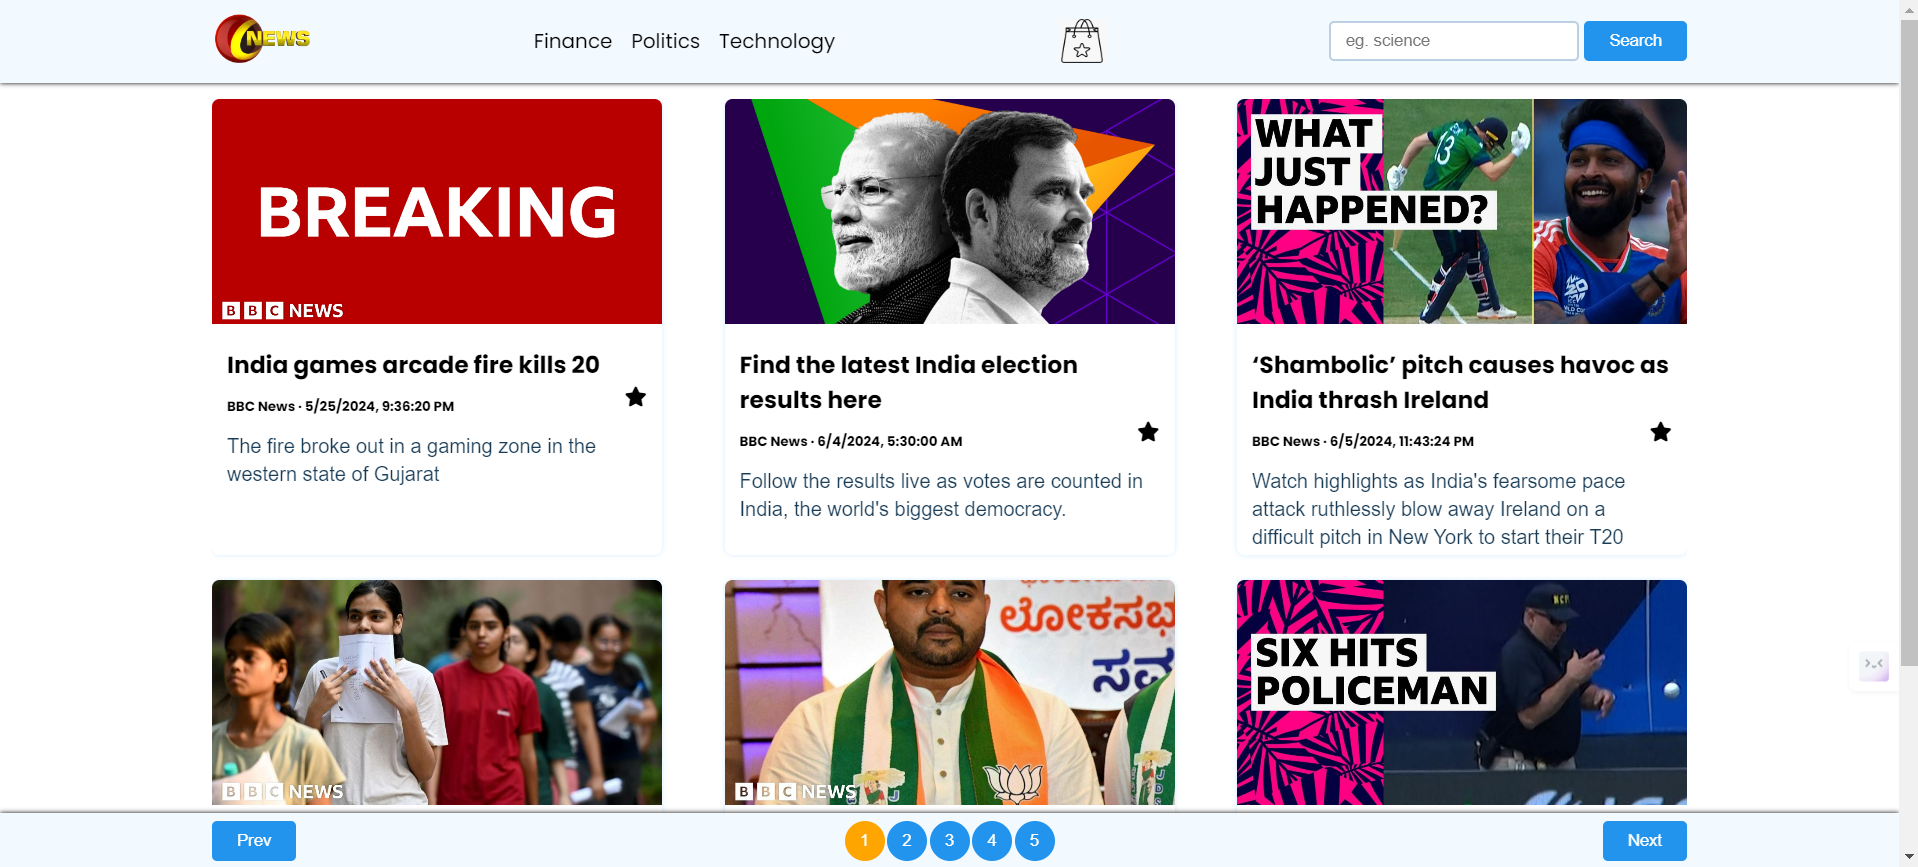 NEWS
Finance Politics Technology
eg. science
Search
BREAKING
BBC NEWS
WHAT
JUST
HAPPENED?
13
India games arcade fire kills 20
BBC News · 5/25/2024, 9:36:20 PM
The fire broke out in a gaming zone in the
western state of Gujarat
Find the latest India election
results here
BBC News · 6/4/2024, 5:30:00 AM
Follow the results live as votes are counted in
India, the world's biggest democracy.
‘Shambolic’ pitch causes havoc as
India thrash Ireland
BBC News · 6/5/2024, 11:43:24 PM
Watch highlights as India's fearsome pace
attack ruthlessly blow away Ireland on a
difficult pitch in New York to start their T20
BBC NEWS
ಲೋಕಸಭ
ಸಮ
BBC NEWS
SIX HITS
POLICEMAN
Prev
1 2 3 4 5
Next